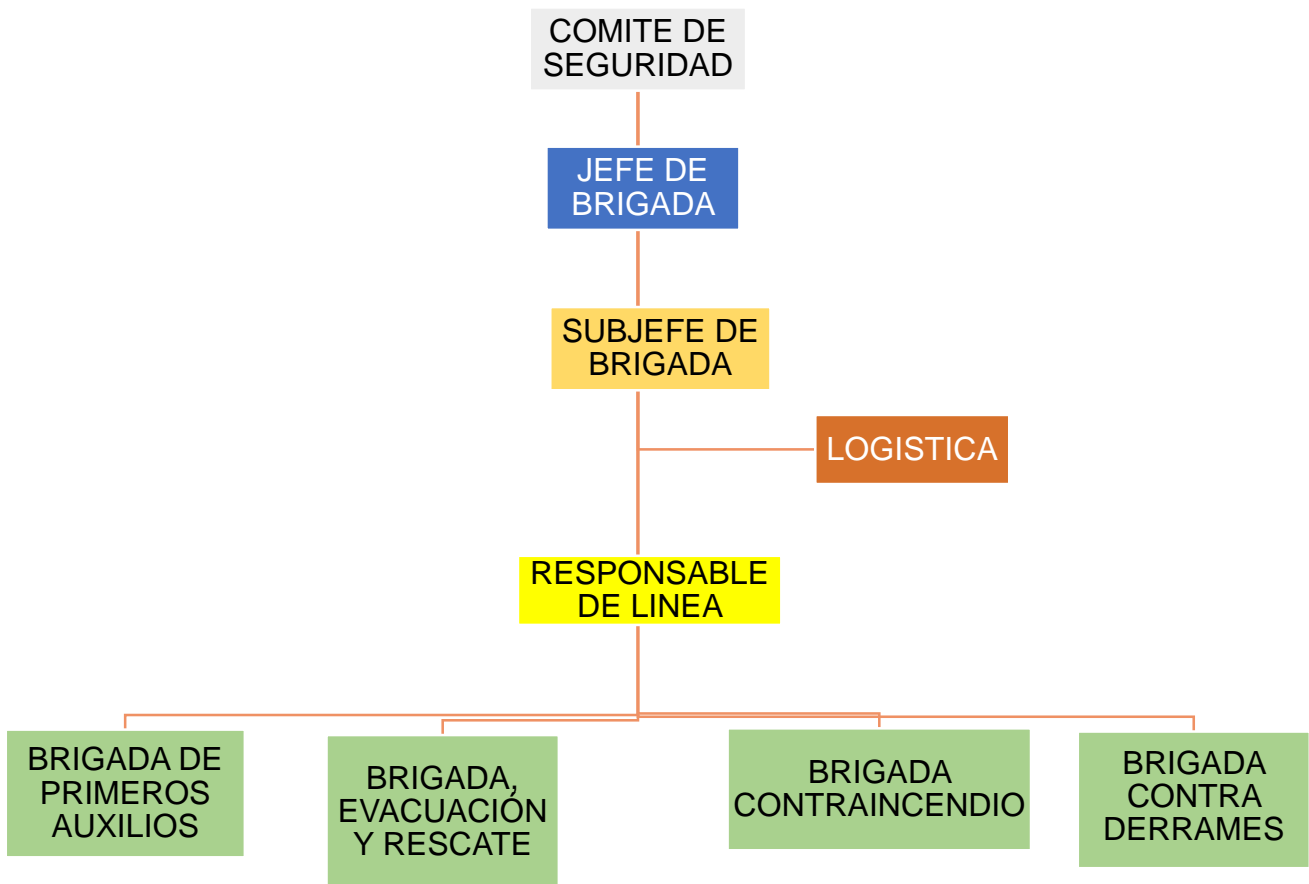 COMITE DE
SEGURIDAD
JEFE DE
BRIGADA
SUBJEFE DE
BRIGADA
LOGISTICA
RESPONSABLE
DE LINEA
BRIGADA DE
PRIMEROS
AUXILIOS
BRIGADA,
EVACUACIÓN
Y RESCATE
BRIGADA
CONTRAINCENDIO
BRIGADA
CONTRA
DERRAMES